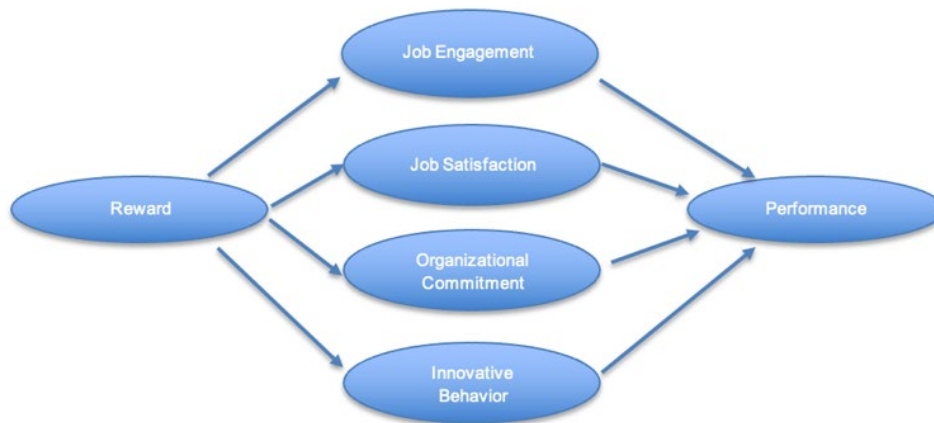 Job Engagement
Job Satisfaction
Reward
Performance
Organizational
Commitment
Innovative
Behavior